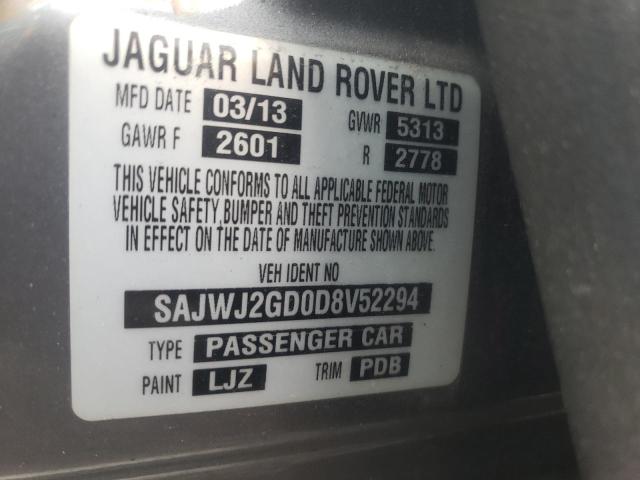 JAGUAR LAND ROVER LTD
MFD DATE 03/13 GVWR 5313
GAWR F 2601 R 2778
THIS VEHICLE CONFORMS TO ALL APPLICABLE FEDERAL MOTOR
VEHICLE SAFETY, BUMPER AND THEFT PREVENTION STANDARDS
IN EFFECT ON THE DATE OF MANUFACTURE SHOWN ABOVE.
VEH IDENT NO
SAJWJ2GD0D8V52294
TYPE PASSENGER CAR
PAINT LJZ TRIM PDB